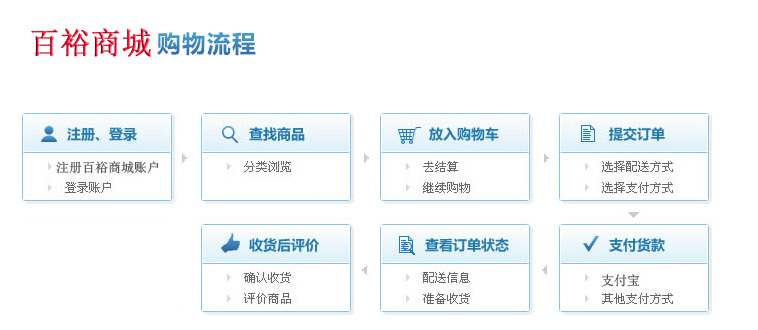 百裕商城 购物流程
注册、登录
注册百裕商城账户
登录账户
查找商品
分类浏览
放入购物车
去结算
继续购物
提交订单
选择配送方式
选择支付方式
支付货款
支付宝
其他支付方式
查看订单状态
配送信息
准备收货
收货后评价
确认收货
评价商品